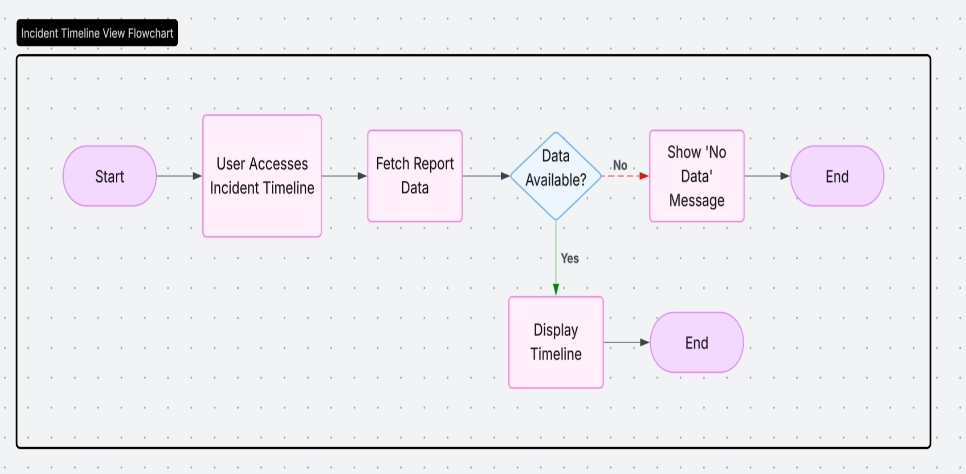 Incident Timeline View Flowchart
Start
User Accesses
Incident Timeline
Fetch Report
Data
Data
Available?
No
Show 'No
Data'
Message
End
Yes
Display
Timeline
End